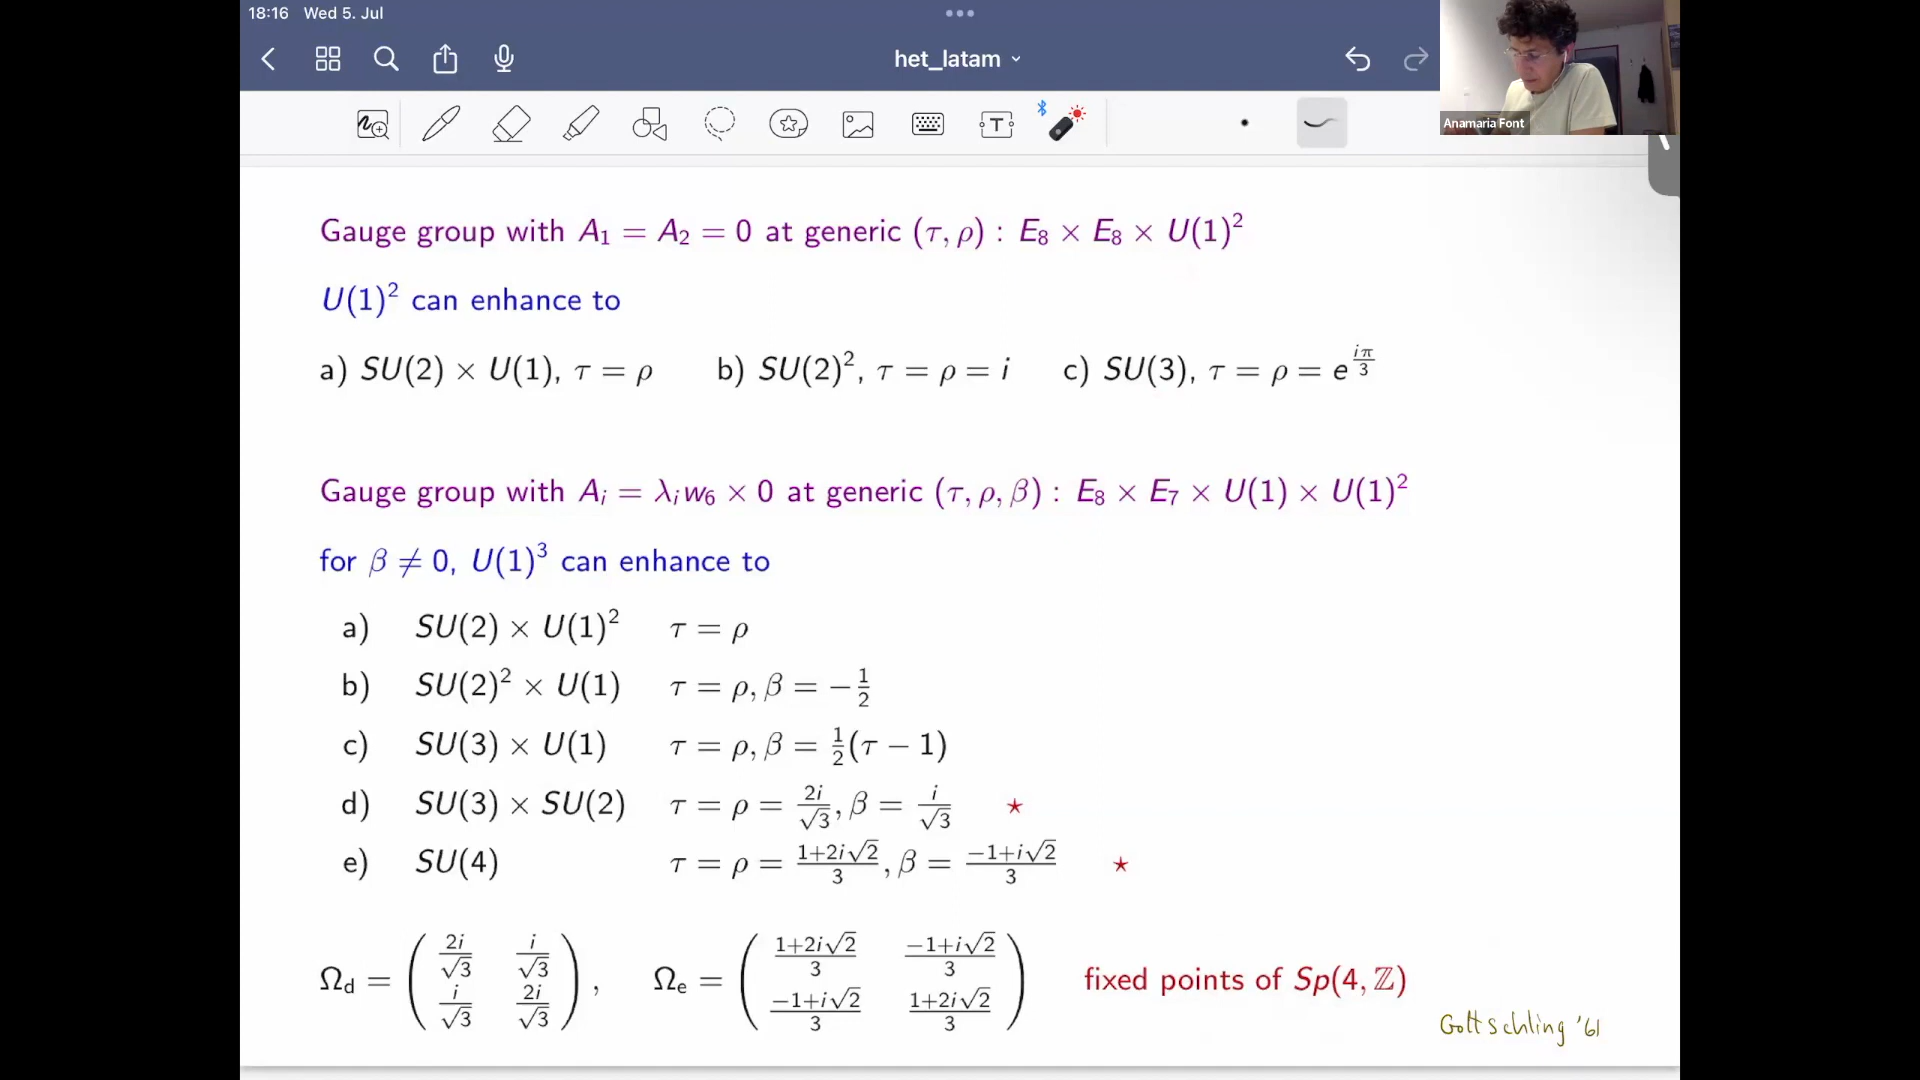 18:16 Wed 5. Jul
het_latam
Anamaria Font
Gauge group with A₁ = A₂ = 0 at generic (τ, ρ) : E₈ × E₈ × U(1)²
U(1)² can enhance to
a) SU(2) × U(1), τ = ρ b) SU(2)², τ = ρ = i c) SU(3), τ = ρ = e^{iπ/3}
Gauge group with Aᵢ = λᵢw₆ × 0 at generic (τ, ρ, β) : E₈ × E₇ × U(1) × U(1)²
for β ≠ 0, U(1)³ can enhance to
a) SU(2) × U(1)² τ = ρ
b) SU(2)² × U(1) τ = ρ, β = −1/2
c) SU(3) × U(1) τ = ρ, β = 1/2(τ − 1)
d) SU(3) × SU(2) τ = ρ = 2i/√3, β = i/√3 ⋆
e) SU(4) τ = ρ = (1+2i√2)/3, β = (−1+i√2)/3 ⋆
Ω_d = ( 2i/√3 i/√3 ; i/√3 2i/√3 ), Ω_e = ( (1+2i√2)/3 (−1+i√2)/3 ; (−1+i√2)/3 (1+2i√2)/3 ) fixed points of Sp(4, ℤ)
Gottschling '61